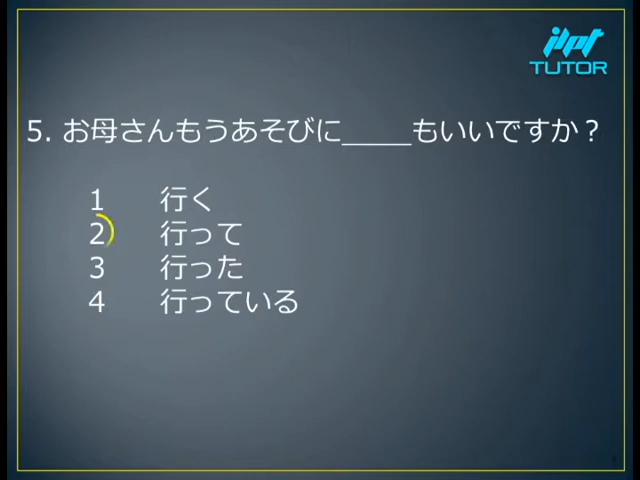 jlpt
TUTOR
5. お母さんもうあそびに_____もいいですか？
1 行く
2 行って
3 行った
4 行っている